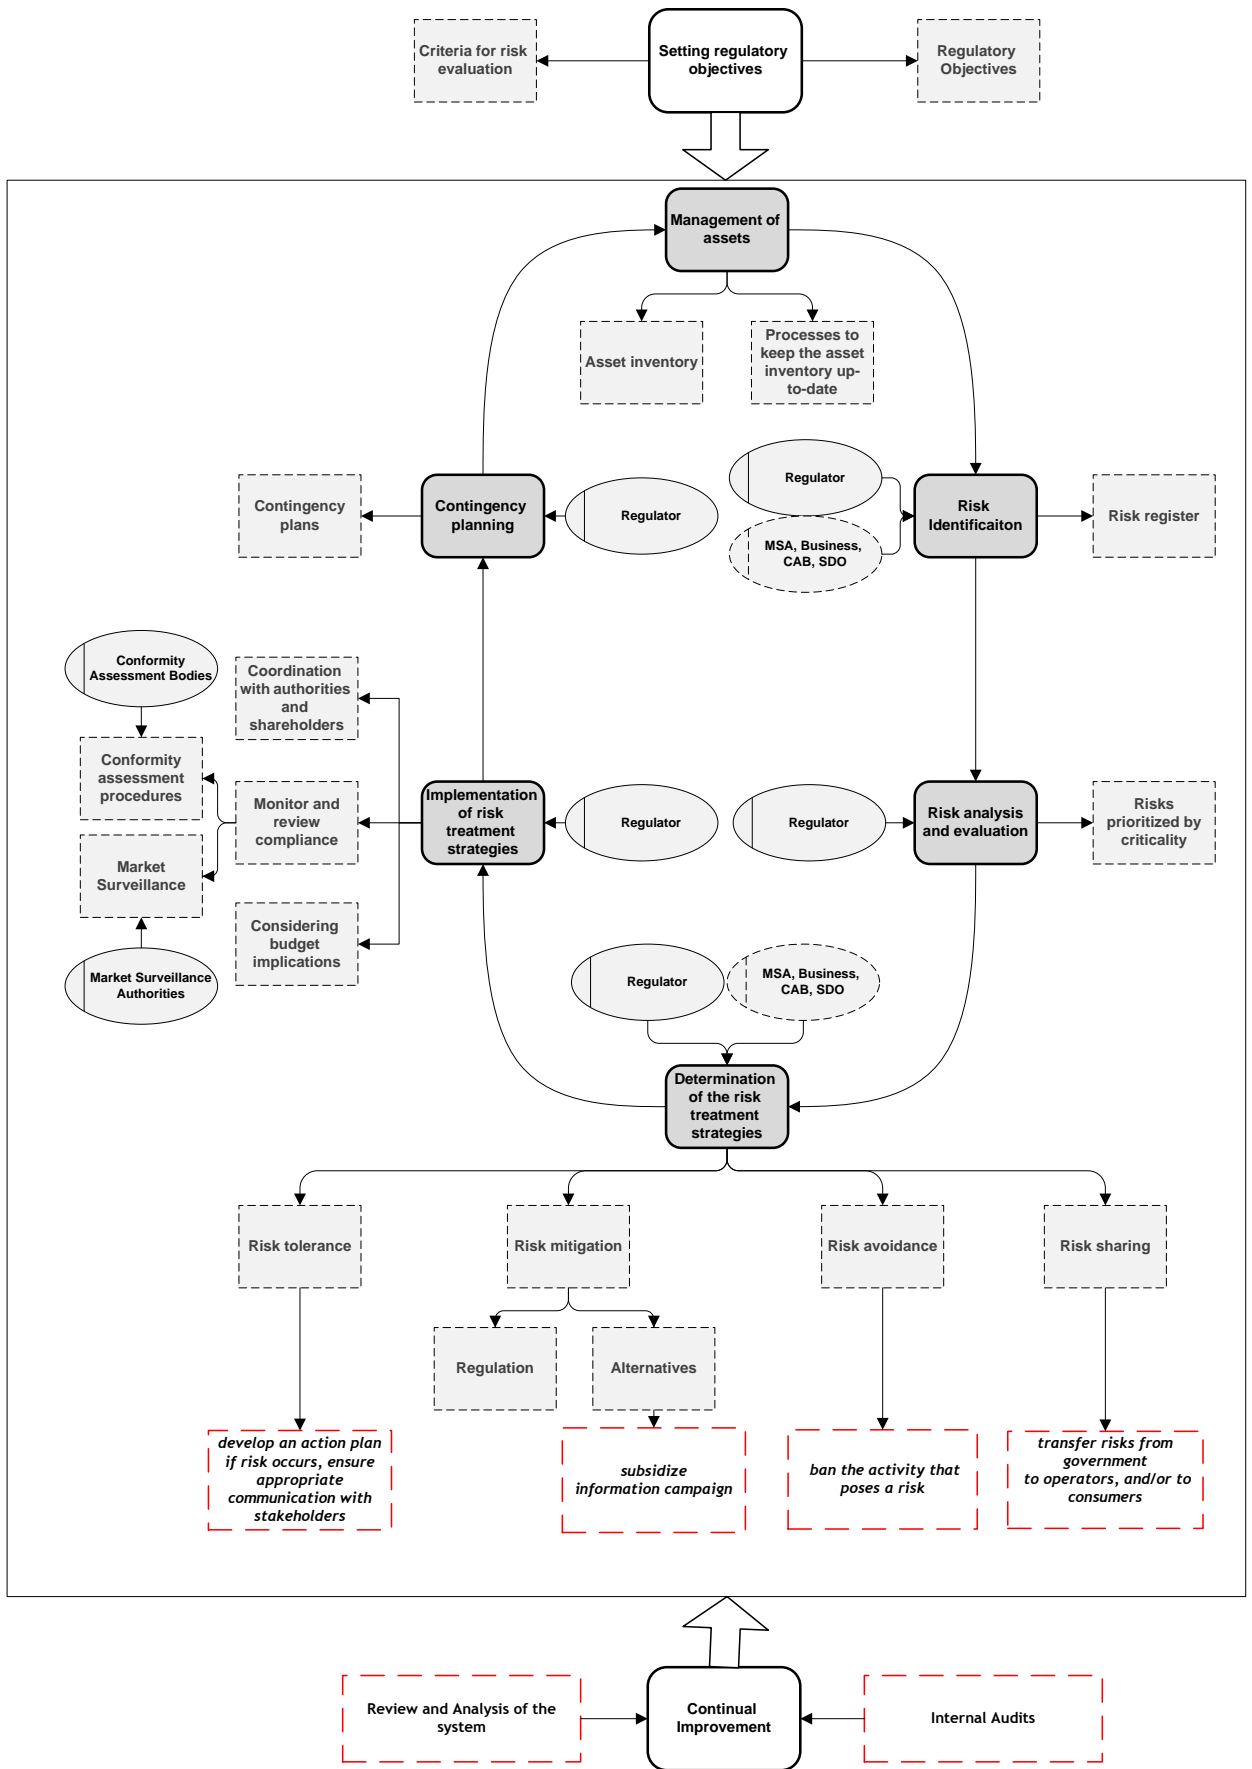 Criteria for risk
evaluation
Setting regulatory
objectives
Regulatory
Objectives
Management of
assets
Asset inventory
Processes to
keep the asset
inventory up-
to-date
Contingency
plans
Contingency
planning
Regulator
Regulator
MSA, Business,
CAB, SDO
Risk
Identificaiton
Risk register
Conformity
Assessment Bodies
Coordination
with authorities
and
shareholders
Conformity
assessment
procedures
Monitor and
review
compliance
Implementation
of risk
treatment
strategies
Regulator
Regulator
Risk analysis
and evaluation
Risks
prioritized by
criticality
Market
Surveillance
Considering
budget
implications
Market Surveillance
Authorities
Regulator
MSA, Business,
CAB, SDO
Determination
of the risk
treatment
strategies
Risk tolerance
Risk mitigation
Risk avoidance
Risk sharing
Regulation
Alternatives
develop an action plan
if risk occurs, ensure
appropriate
communication with
stakeholders
subsidize
information campaign
ban the activity that
poses a risk
transfer risks from
government
to operators, and/or to
consumers
Review and Analysis of the
system
Continual
Improvement
Internal Audits